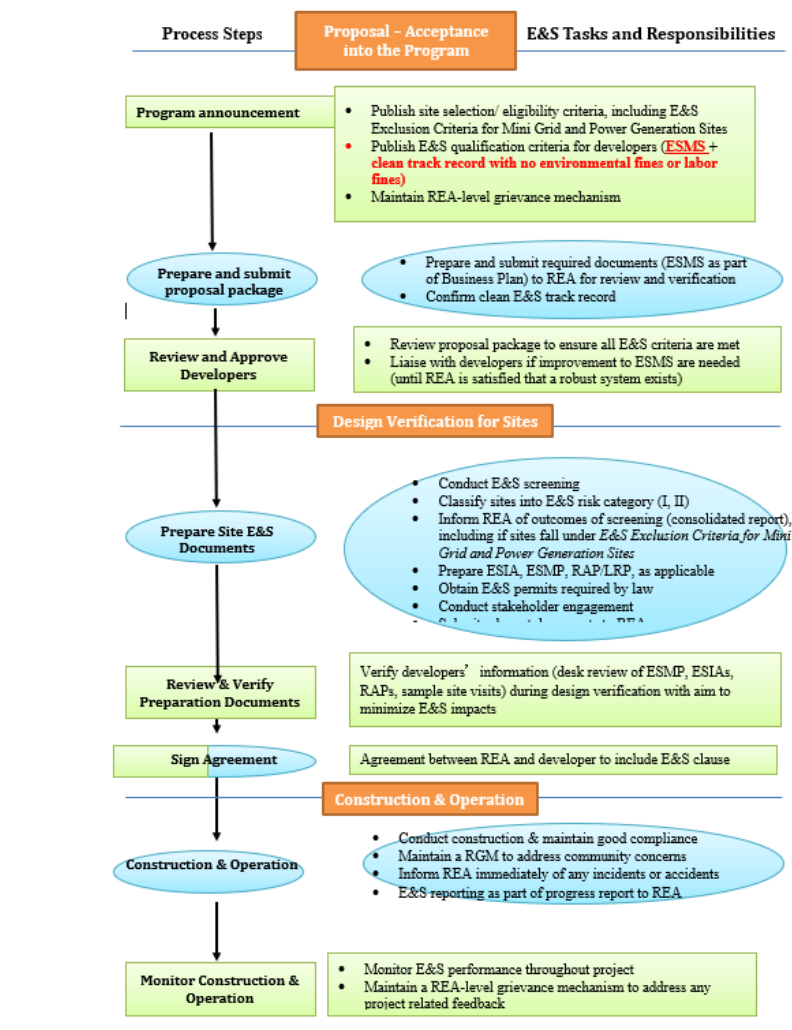 Process Steps
Proposal – Acceptance
into the Program
E&S Tasks and Responsibilities
Program announcement
• Publish site selection/ eligibility criteria, including E&S
Exclusion Criteria for Mini Grid and Power Generation Sites
• Publish E&S qualification criteria for developers (ESMS +
clean track record with no environmental fines or labor
fines)
• Maintain REA-level grievance mechanism
Prepare and submit
proposal package
• Prepare and submit required documents (ESMS as part
of Business Plan) to REA for review and verification
• Confirm clean E&S track record
Review and Approve
Developers
• Review proposal package to ensure all E&S criteria are met
• Liaise with developers if improvement to ESMS are needed
(until REA is satisfied that a robust system exists)
Design Verification for Sites
Prepare Site E&S
Documents
• Conduct E&S screening
• Classify sites into E&S risk category (I, II)
• Inform REA of outcomes of screening (consolidated report),
including if sites fall under E&S Exclusion Criteria for Mini
Grid and Power Generation Sites
• Prepare ESIA, ESMP, RAP/LRP, as applicable
• Obtain E&S permits required by law
• Conduct stakeholder engagement
Review & Verify
Preparation Documents
Verify developers' information (desk review of ESMP, ESIAs,
RAPs, sample site visits) during design verification with aim to
minimize E&S impacts
Sign Agreement
Agreement between REA and developer to include E&S clause
Construction & Operation
Construction & Operation
• Conduct construction & maintain good compliance
• Maintain a RGM to address community concerns
• Inform REA immediately of any incidents or accidents
• E&S reporting as part of progress report to REA
Monitor Construction &
Operation
• Monitor E&S performance throughout project
• Maintain a REA-level grievance mechanism to address any
project related feedback